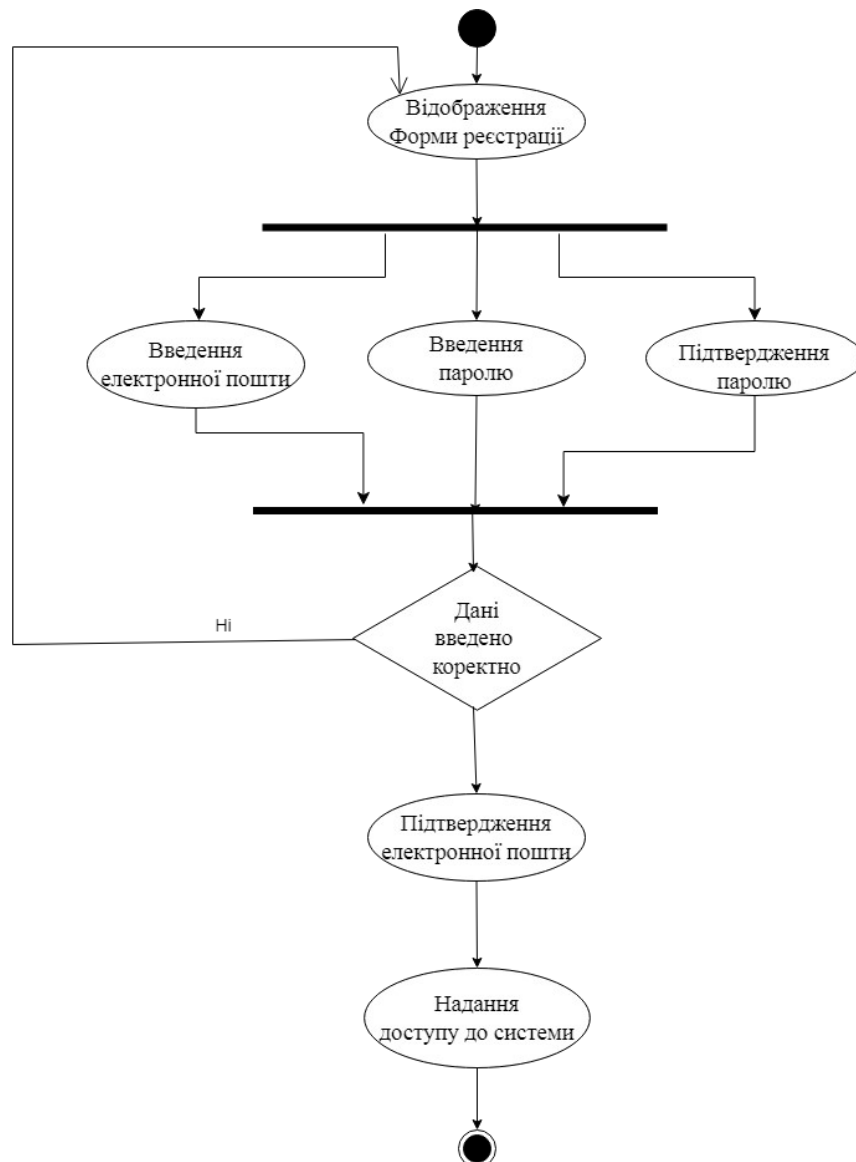 Відображення
Форми реєстрації
Введення
електронної пошти
Введення
паролю
Підтвердження
паролю
Дані
введено
коректно
Ні
Підтвердження
електронної пошти
Надання
доступу до системи